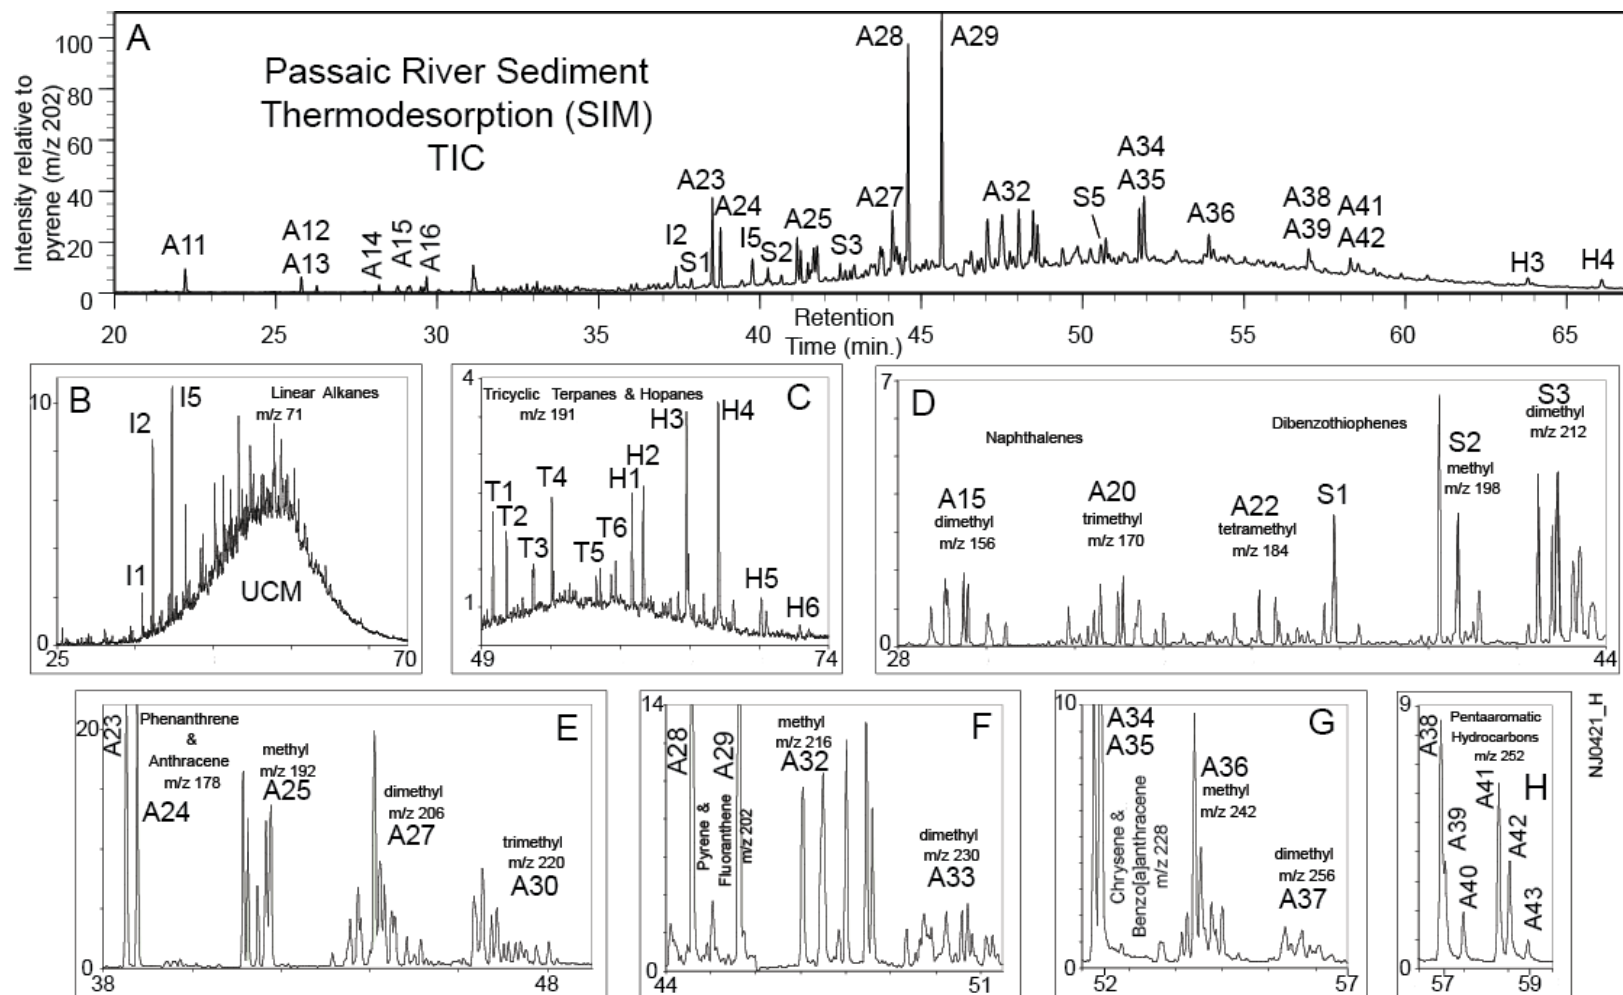 A
Passaic River Sediment
Thermodesorption (SIM)
TIC
Intensity relative to
pyrene (m/z 202)
100
80
60
40
20
0
A11
A12
A13
A14
A15
A16
I2
S1
A23
A24
I5
S2
A25
S3
A27
A28
A29
A32
S5
A34
A35
A36
A38
A39
A41
A42
H3
H4
20 25 30 35 40 45 50 55 60 65
Retention
Time (min.)
B
Linear Alkanes
m/z 71
10
0
I1
I2
I5
UCM
25 70
C
Tricyclic Terpanes & Hopanes
m/z 191
4
1
T1
T2
T3
T4
T5
T6
H1
H2
H3
H4
H5
H6
49 74
D
7
0
Naphthalenes
Dibenzothiophenes
A15
dimethyl
m/z 156
A20
trimethyl
m/z 170
A22
tetramethyl
m/z 184
S1
S2
methyl
m/z 198
S3
dimethyl
m/z 212
28 44
E
20
0
A23
Phenanthrene
&
Anthracene
m/z 178
A24
methyl
m/z 192
A25
dimethyl
m/z 206
A27
trimethyl
m/z 220
A30
38 48
F
14
0
A28
Pyrene &
Fluoranthene
m/z 202
A29
methyl
m/z 216
A32
dimethyl
m/z 230
A33
44 51
G
10
0
A34
A35
Chrysene &
Benzo[a]anthracene
m/z 228
A36
methyl
m/z 242
dimethyl
m/z 256
A37
52 57
H
9
0
Pentaaromatic
Hydrocarbons
m/z 252
A38
A39
A40
A41
A42
A43
57 59
NJ0421_H